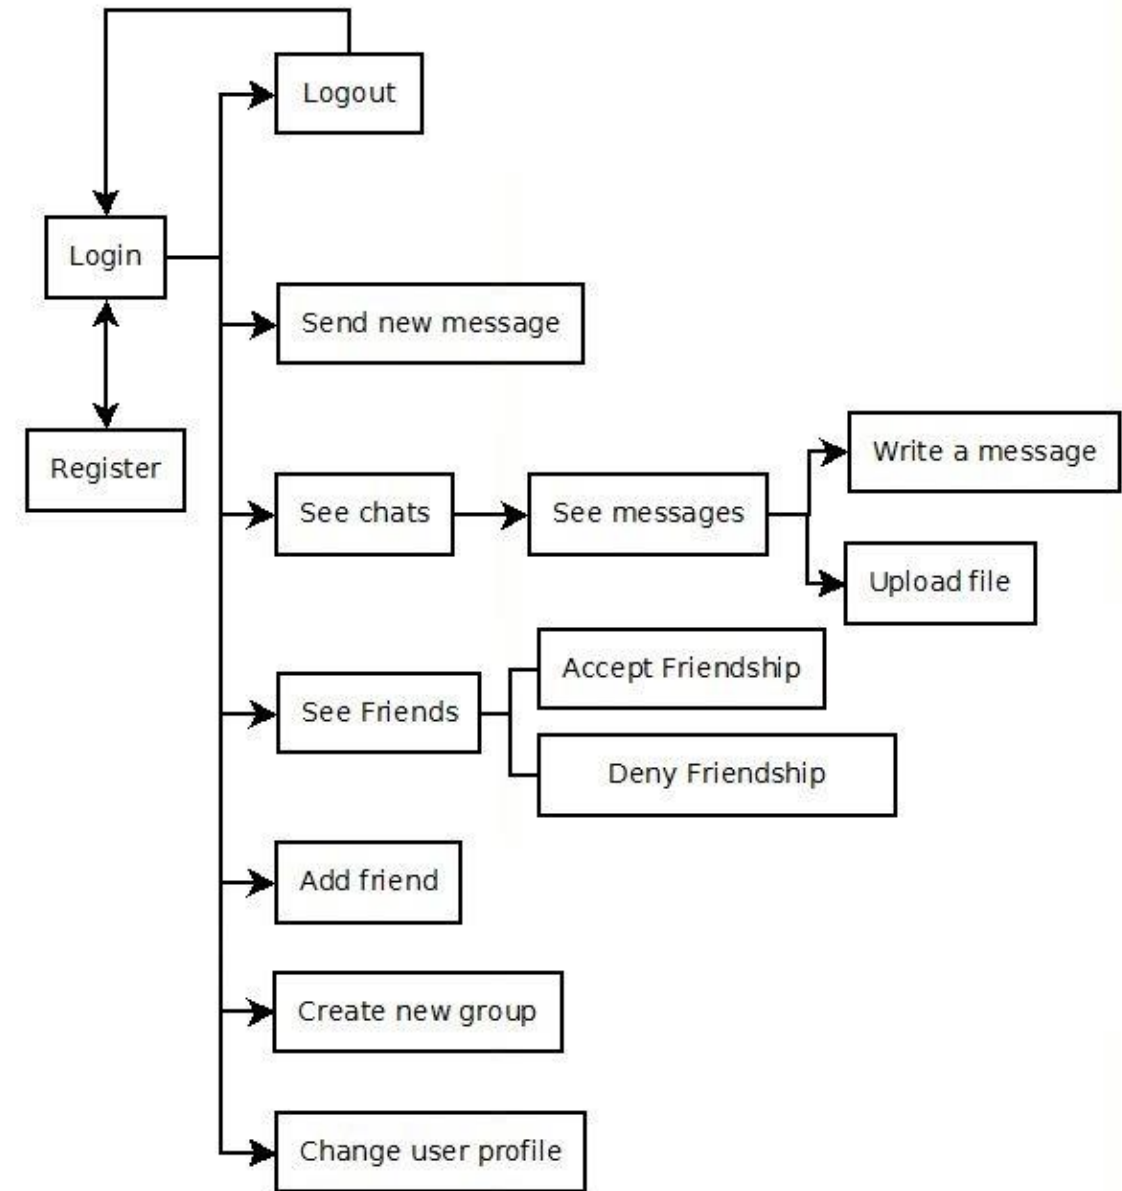 Logout
Login
Send new message
Register
Write a message
See chats
See messages
Upload file
Accept Friendship
See Friends
Deny Friendship
Add friend
Create new group
Change user profile